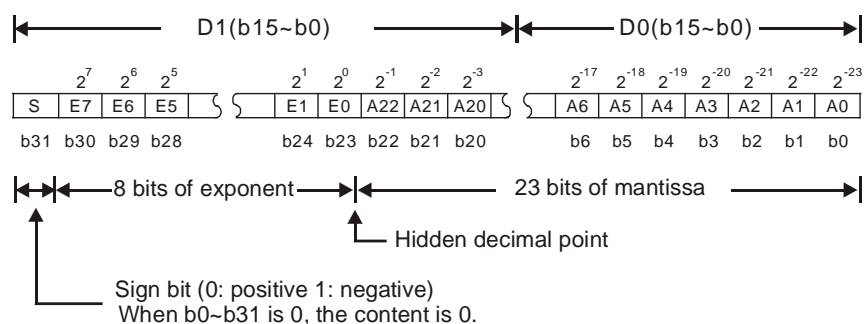 D1(b15~b0) D0(b15~b0)
2^7 2^6 2^5 2^1 2^0 2^-1 2^-2 2^-3 2^-17 2^-18 2^-19 2^-20 2^-21 2^-22 2^-23
S E7 E6 E5 E1 E0 A22 A21 A20 A6 A5 A4 A3 A2 A1 A0
b31 b30 b29 b28 b24 b23 b22 b21 b20 b6 b5 b4 b3 b2 b1 b0
8 bits of exponent 23 bits of mantissa
Hidden decimal point
Sign bit (0: positive 1: negative)
When b0~b31 is 0, the content is 0.